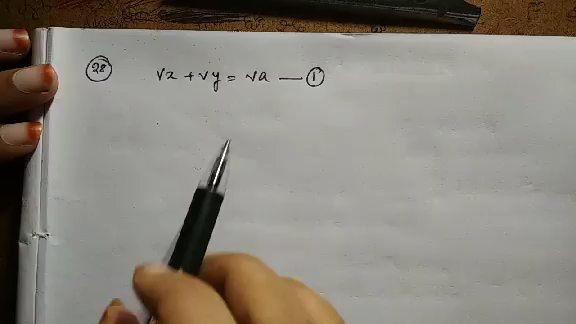 28 √x + √y = √a — 1